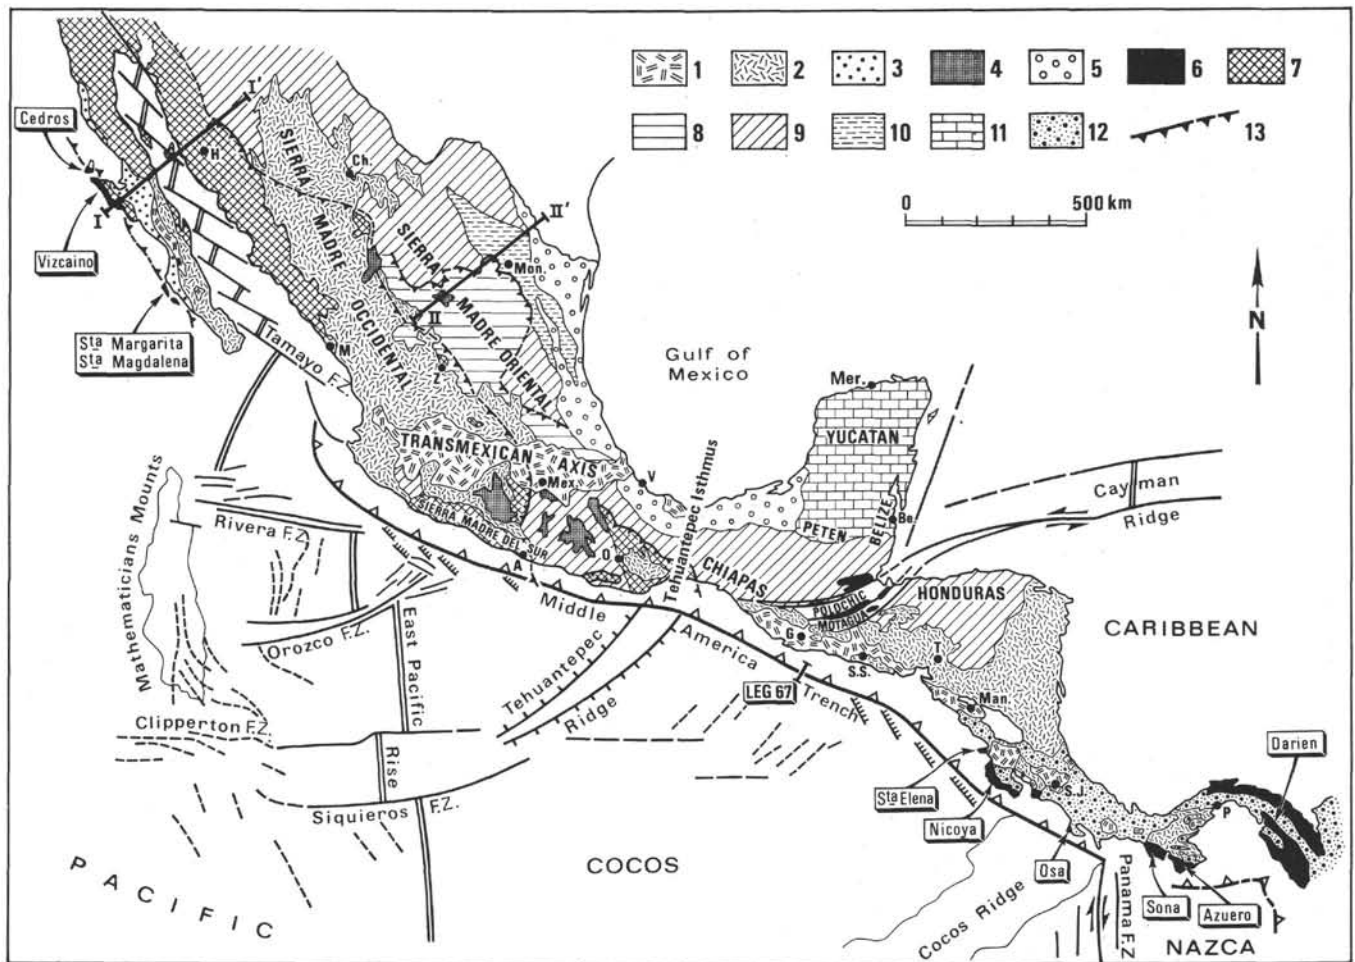 1 2 3 4 5 6 7
8 9 10 11 12 13
0 500 km
N
Cedros
I'
H
Ch.
I
Vizcaino
SIERRA MADRE OCCIDENTAL
II'
SIERRA MADRE ORIENTAL
Mon.
II
Sta Margarita
Sta Magdalena
M
Tamayo F.Z.
Z
Gulf of
Mexico
Mer.
YUCATAN
TRANSMEXICAN AXIS
Mex.
V
Tehuantepec Isthmus
PETEN
BELIZE
Be.
Cayman
Ridge
Mathematicians Mounts
Rivera F.Z.
SIERRA MADRE DEL SUR
A
O
CHIAPAS
POLOCHIC
MOTAGUA
HONDURAS
CARIBBEAN
Orozco F.Z.
East Pacific
Rise
Middle America Trench
G
S.S.
T
LEG 67
Man.
Tehuantepec
Ridge
Clipperton F.Z.
Siquieros F.Z.
Darien
Sta Elena
S.J.
P
Nicoya
Osa
PACIFIC
COCOS
Cocos Ridge
Panama F.Z
Sona
Azuero
NAZCA